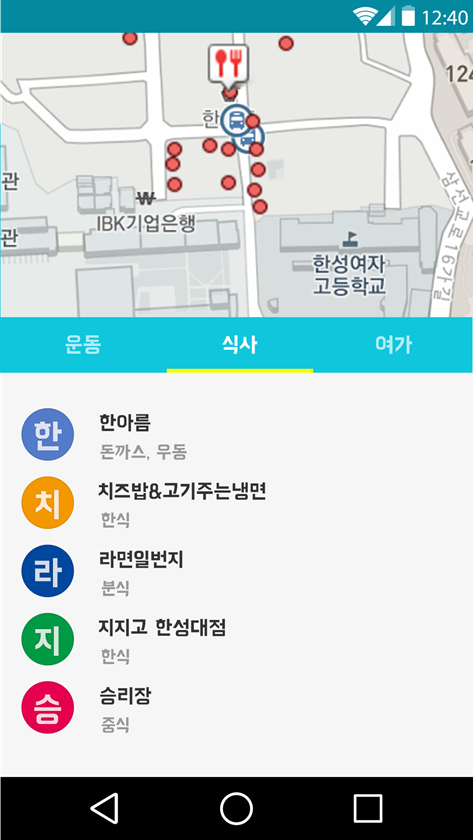 12:40
124
한
관
₩
IBK기업은행
관
한성여자
고등학교
삼선교로16가길
운동
식사
여가
한
한아름
돈까스, 우동
치
치즈밥&고기주는냉면
한식
라
라면일번지
분식
지
지지고 한성대점
한식
승
승리장
중식